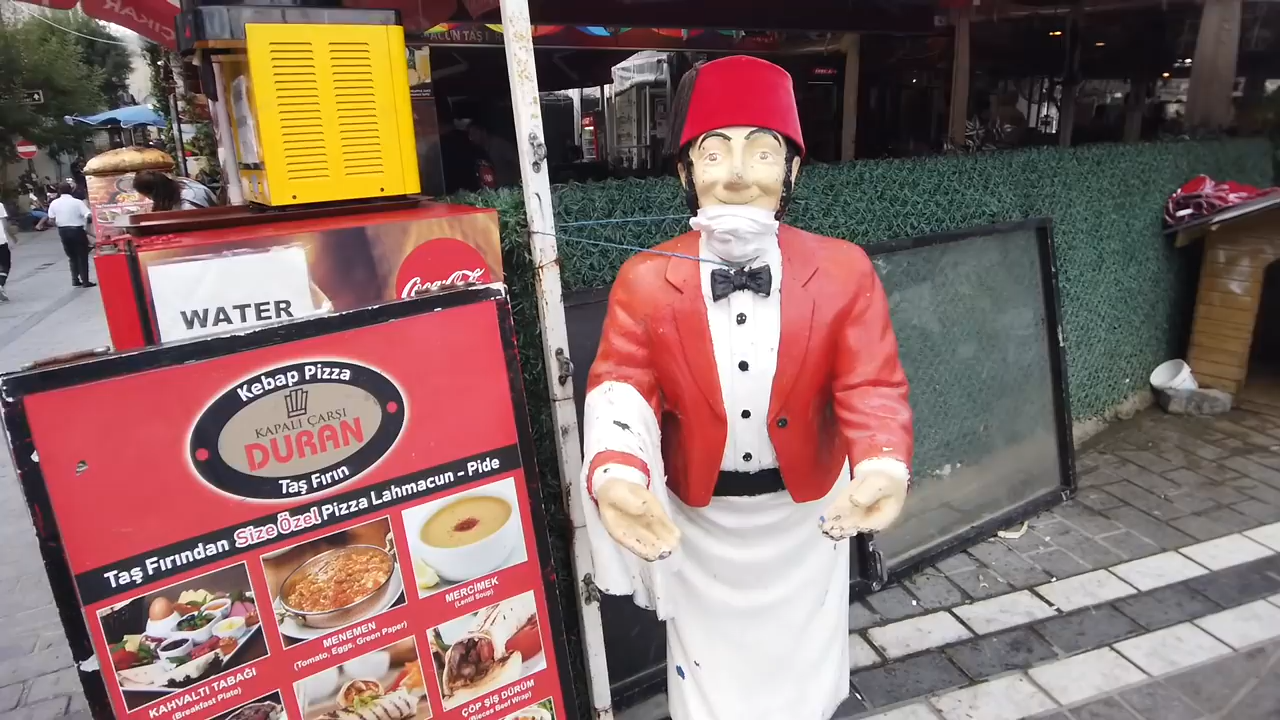 ÇIKAR
WATER
Coca-Cola
Kebap Pizza
KAPALI ÇARŞI
DURAN
Taş Fırın
Taş Fırından Size Özel Pizza Lahmacun - Pide
MERCİMEK
(Lentil Soup)
MENEMEN
(Tomato, Eggs, Green Paper)
KAHVALTI TABAĞI
(Breakfast Plate)
ÇÖP ŞİŞ DÜRÜM
(Pieces Beef Wrap)